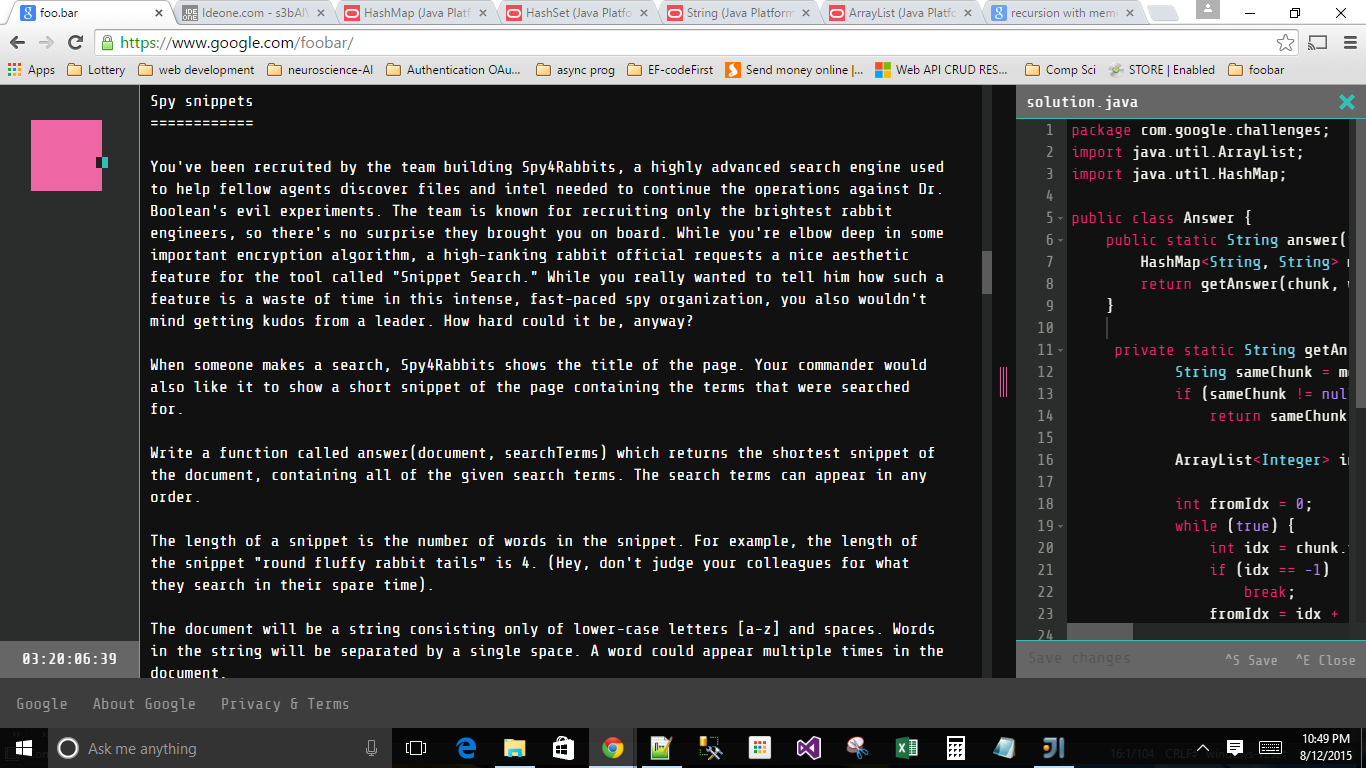 foo.bar
Ideone.com - s3bAl
HashMap (Java Platf
HashSet (Java Platfo
String (Java Platform
ArrayList (Java Platfo
recursion with mem
https://www.google.com/foobar/
Apps
Lottery
web development
neuroscience-AI
Authentication OAu...
async prog
EF-codeFirst
Send money online |...
Web API CRUD RES...
Comp Sci
STORE | Enabled
foobar
Spy snippets
============
You've been recruited by the team building Spy4Rabbits, a highly advanced search engine used
to help fellow agents discover files and intel needed to continue the operations against Dr.
Boolean's evil experiments. The team is known for recruiting only the brightest rabbit
engineers, so there's no surprise they brought you on board. While you're elbow deep in some
important encryption algorithm, a high-ranking rabbit official requests a nice aesthetic
feature for the tool called "Snippet Search." While you really wanted to tell him how such a
feature is a waste of time in this intense, fast-paced spy organization, you also wouldn't
mind getting kudos from a leader. How hard could it be, anyway?
When someone makes a search, Spy4Rabbits shows the title of the page. Your commander would
also like it to show a short snippet of the page containing the terms that were searched
for.
Write a function called answer(document, searchTerms) which returns the shortest snippet of
the document, containing all of the given search terms. The search terms can appear in any
order.
The length of a snippet is the number of words in the snippet. For example, the length of
the snippet "round fluffy rabbit tails" is 4. (Hey, don't judge your colleagues for what
they search in their spare time).
The document will be a string consisting only of lower-case letters [a-z] and spaces. Words
in the string will be separated by a single space. A word could appear multiple times in the
document.
03:20:06:39
solution.java
1 package com.google.challenges;
2 import java.util.ArrayList;
3 import java.util.HashMap;
4
5 public class Answer {
6 public static String answer(
7 HashMap<String, String>
8 return getAnswer(chunk,
9 }
10
11 private static String getAn
12 String sameChunk = m
13 if (sameChunk != nul
14 return sameChunk
15
16 ArrayList<Integer> i
17
18 int fromIdx = 0;
19 while (true) {
20 int idx = chunk.
21 if (idx == -1)
22 break;
23 fromIdx = idx +
24
Save changes
^S Save
^E Close
Google
About Google
Privacy & Terms
Ask me anything
10:49 PM
8/12/2015